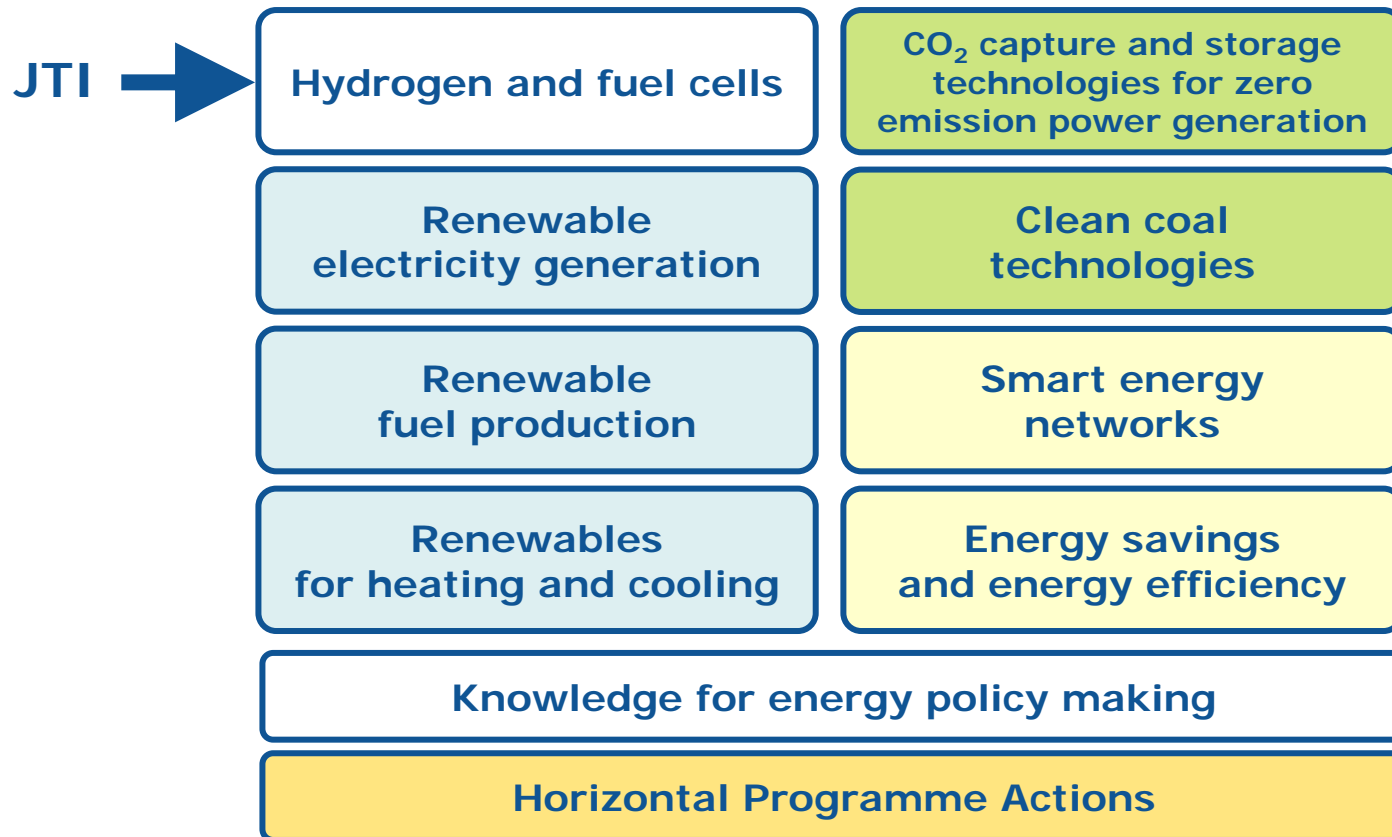 JTI
Hydrogen and fuel cells
CO₂ capture and storage
technologies for zero
emission power generation
Renewable
electricity generation
Clean coal
technologies
Renewable
fuel production
Smart energy
networks
Renewables
for heating and cooling
Energy savings
and energy efficiency
Knowledge for energy policy making
Horizontal Programme Actions